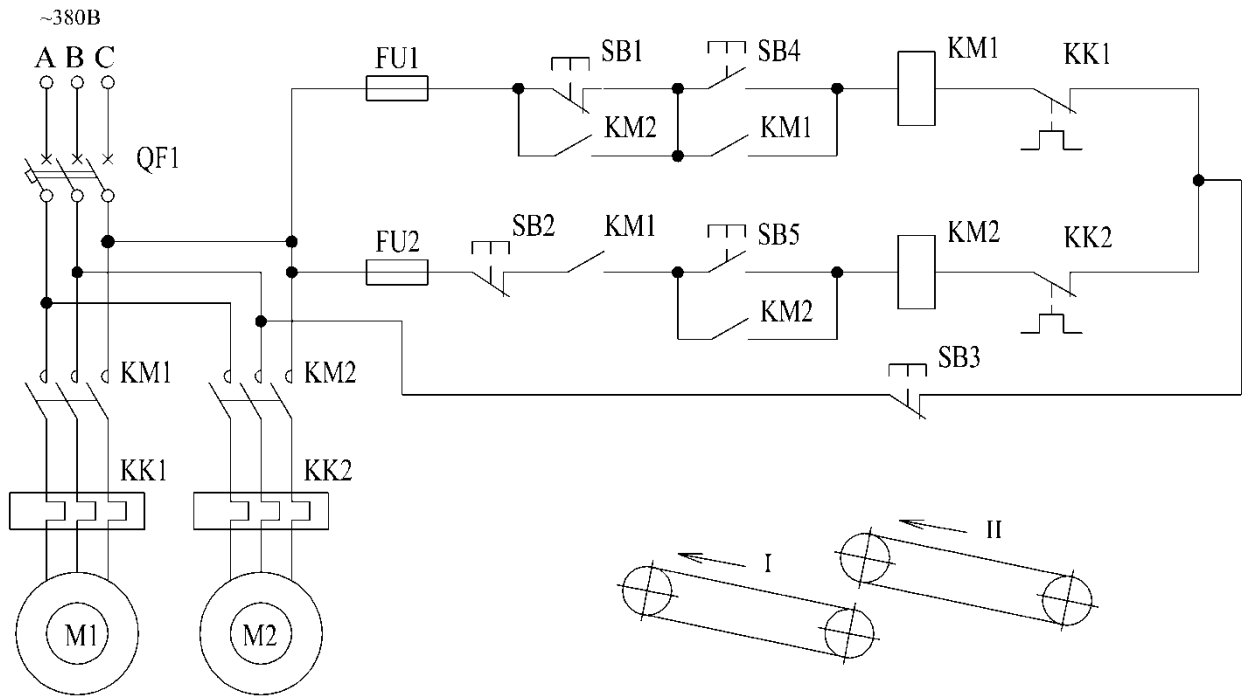 ~380В
A B C
QF1
FU1
SB1
SB4
KM1
KK1
KM2
KM1
FU2
SB2
KM1
SB5
KM2
KK2
KM2
SB3
KM1
KM2
KK1
KK2
M1
M2
I
II